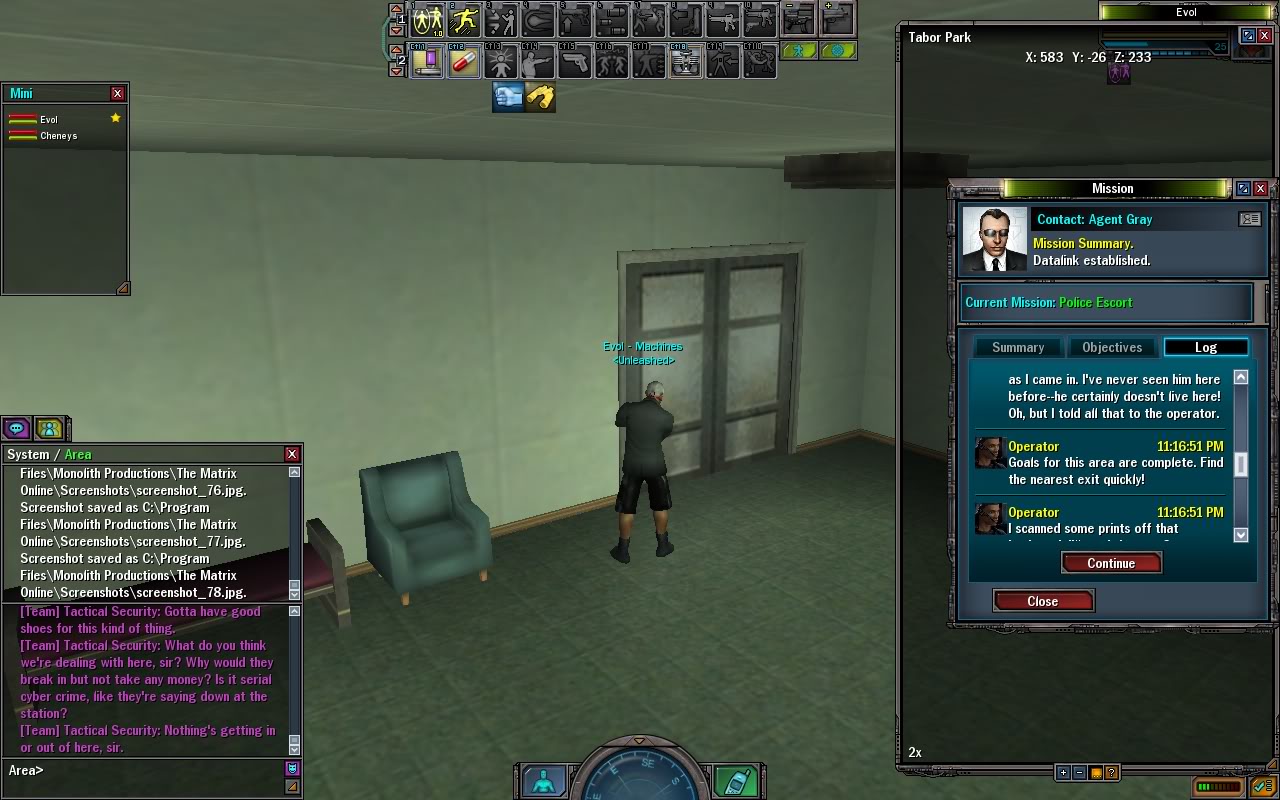 Evol
Tabor Park
X: 583 Y: -26 Z: 233
25
1
2
1.0
Ctrl1
Ctrl2
Mini
Evol
Cheneys
Mission
Contact: Agent Gray
Mission Summary.
Datalink established.
Current Mission: Police Escort
Summary
Objectives
Log
as I came in. I've never seen him here
before--he certainly doesn't live here!
Oh, but I told all that to the operator.
Operator 11:16:51 PM
Goals for this area are complete. Find
the nearest exit quickly!
Operator 11:16:51 PM
I scanned some prints off that
Continue
Close
Evol - Machines
<Unleashed>
System / Area
Files\Monolith Productions\The Matrix
Online\Screenshots\screenshot_76.jpg.
Screenshot saved as C:\Program
Files\Monolith Productions\The Matrix
Online\Screenshots\screenshot_77.jpg.
Screenshot saved as C:\Program
Files\Monolith Productions\The Matrix
Online\Screenshots\screenshot_78.jpg.
[Team] Tactical Security: Gotta have good
shoes for this kind of thing.
[Team] Tactical Security: What do you think
we're dealing with here, sir? Why would they
break in but not take any money? Is it serial
cyber crime, like they're saying down at the
station?
[Team] Tactical Security: Nothing's getting in
or out of here, sir.
Area>
2x
E
SE
S